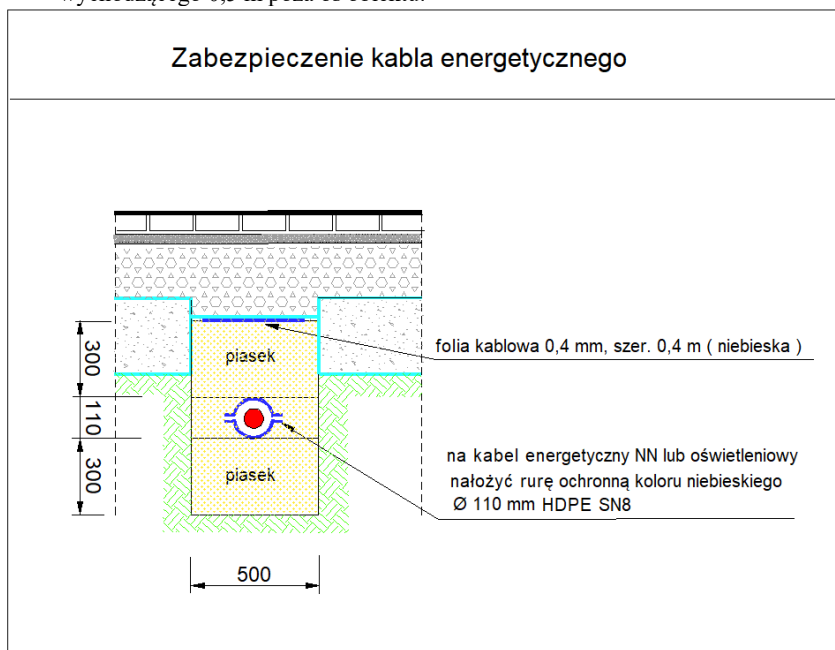 Zabezpieczenie kabla energetycznego
piasek
folia kablowa 0,4 mm, szer. 0,4 m ( niebieska )
300
110
300
na kabel energetyczny NN lub oświetleniowy
nałożyć rurę ochronną koloru niebieskiego
Ø 110 mm HDPE SN8
piasek
500